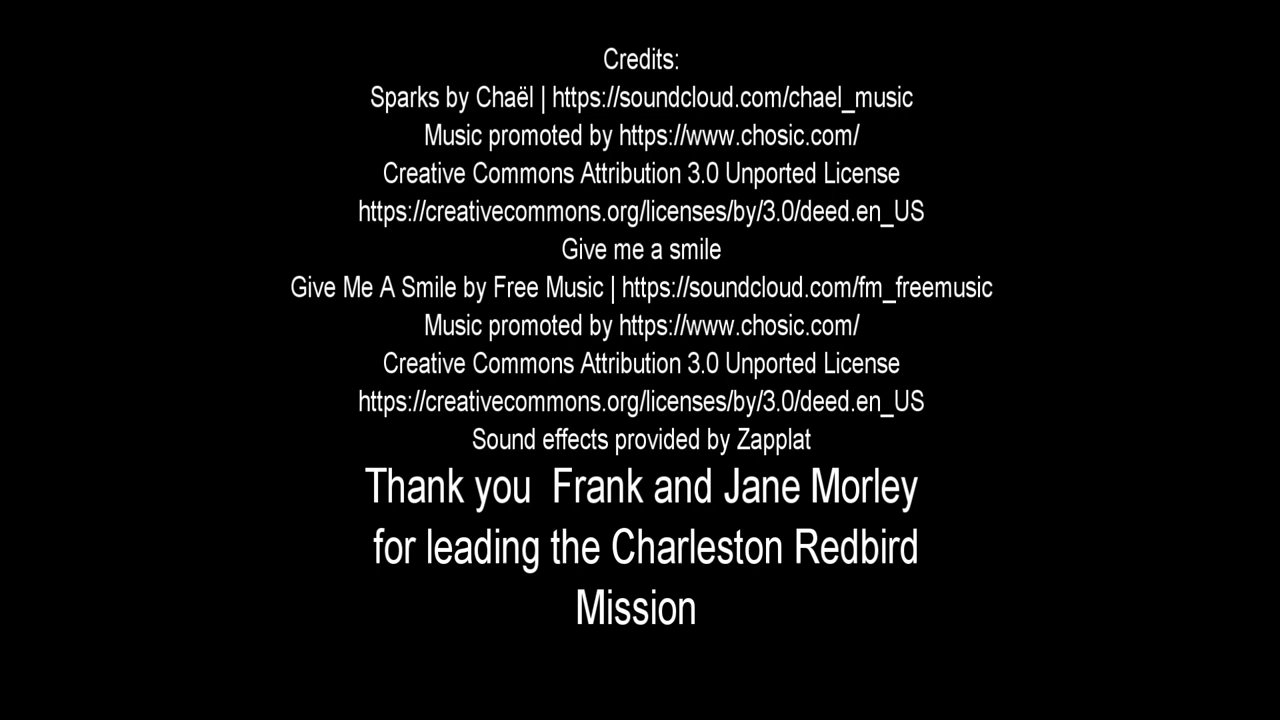 Credits:
Sparks by Chaël | https://soundcloud.com/chael_music
Music promoted by https://www.chosic.com/
Creative Commons Attribution 3.0 Unported License
https://creativecommons.org/licenses/by/3.0/deed.en_US
Give me a smile
Give Me A Smile by Free Music | https://soundcloud.com/fm_freemusic
Music promoted by https://www.chosic.com/
Creative Commons Attribution 3.0 Unported License
https://creativecommons.org/licenses/by/3.0/deed.en_US
Sound effects provided by Zapplat
Thank you  Frank and Jane Morley
for leading the Charleston Redbird
Mission